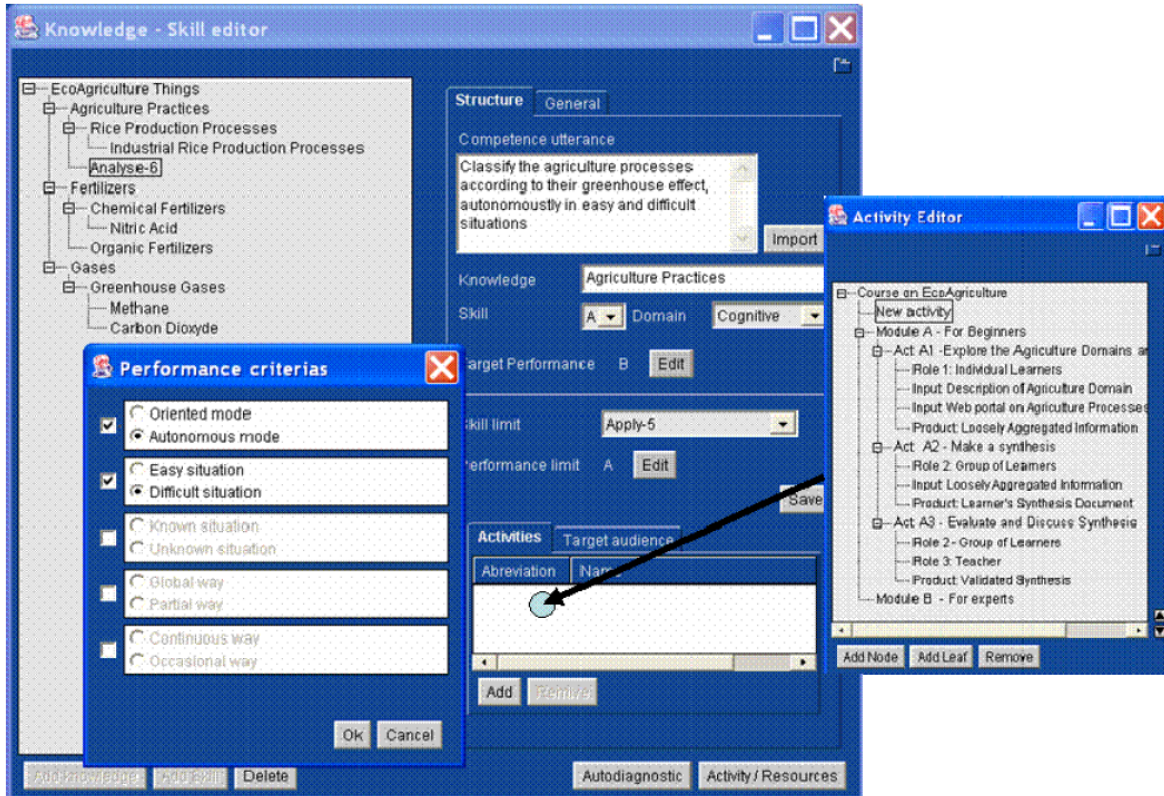 Knowledge - Skill editor
EcoAgriculture Things
Agriculture Practices
Rice Production Processes
Industrial Rice Production Processes
Analyse-6
Fertilizers
Chemical Fertilizers
Nitric Acid
Organic Fertilizers
Gases
Greenhouse Gases
Methane
Carbon Dioxyde
Structure General
Competence utterance
Classify the agriculture processes
according to their greenhouse effect,
autonomoustly in easy and difficult
situations
Import
Knowledge Agriculture Practices
Skill A Domain Cognitive
Target Performance B Edit
Skill limit Apply-5
Performance limit A Edit
Save
Activities Target audience
Abreviation Name
Add Remive
Autodiagnostic Activity / Resources
Add knowledge Add Skill Delete
Performance criterias
Oriented mode
Autonomous mode
Easy situation
Difficult situation
Known situation
Unknown situation
Global way
Partial way
Continuous way
Occasional way
Ok Cancel
Activity Editor
Course on EcoAgriculture
New activity
Module A - For Beginners
Act A1 -Explore the Agriculture Domains
Role 1: Individual Learners
Input: Description of Agriculture Domain
Input: Web portal on Agriculture Processes
Product: Loosely Aggregated Information
Act A2 - Make a synthesis
Role 2: Group of Learners
Input: Loosely Aggregated Information
Product: Learner's Synthesis Document
Act A3 - Evaluate and Discuss Synthesis
Role 2 - Group of Learners
Role 3: Teacher
Product: Validated Synthesis
Module B - For experts
Add Node Add Leaf Remove